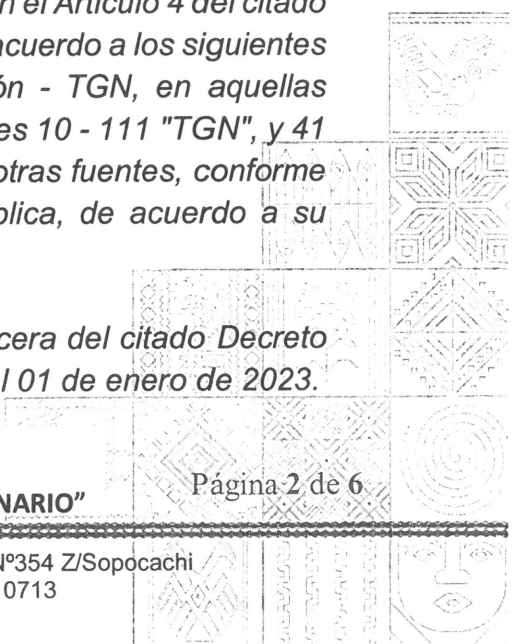 n el Artículo 4 del citado
acuerdo a los siguientes
ón - TGN, en aquellas
es 10 - 111 "TGN", y 41
otras fuentes, conforme
blica, de acuerdo a su
cera del citado Decreto
l 01 de enero de 2023.
Página 2 de 6
NARIO”
Nº354 Z/Sopocachi
0713